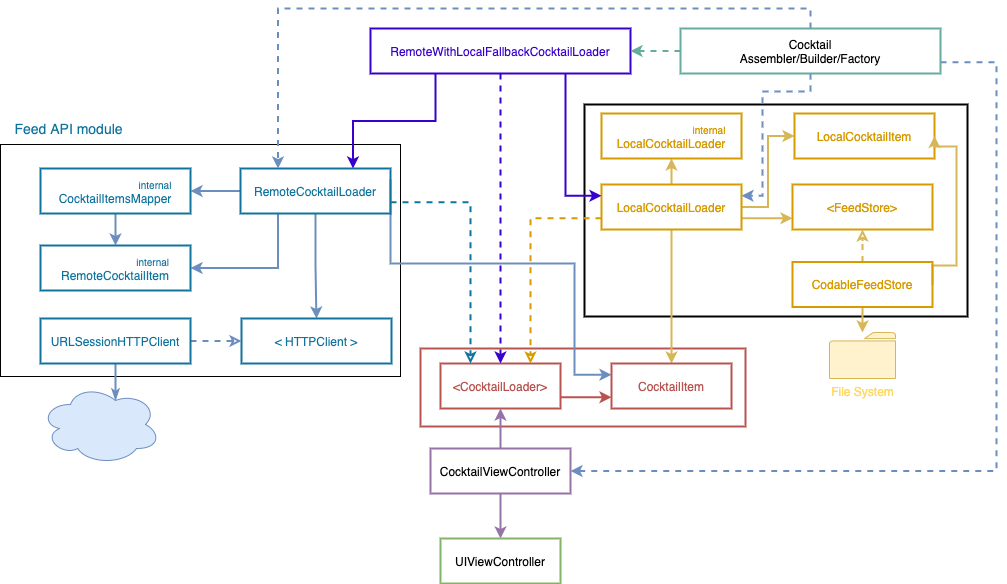 RemoteWithLocalFallbackCocktailLoader
Cocktail
Assembler/Builder/Factory
Feed API module
internal
CocktailItemsMapper
RemoteCocktailLoader
internal
RemoteCocktailItem
URLSessionHTTPClient
< HTTPClient >
internal
LocalCocktailLoader
LocalCocktailItem
LocalCocktailLoader
<FeedStore>
CodableFeedStore
File System
<CocktailLoader>
CocktailItem
CocktailViewController
UIViewController